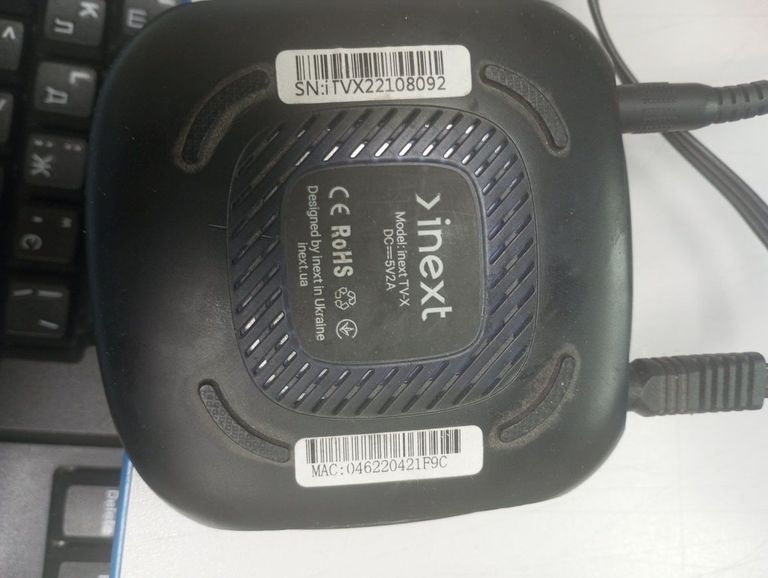 SN:iTVX22108092
inext
Model: inext TV-X
DC⎓5V2A
CE RoHS
Designed by inext in Ukraine
inext.ua
MAC:046220421F9C
Л
Д
Ж
Delete